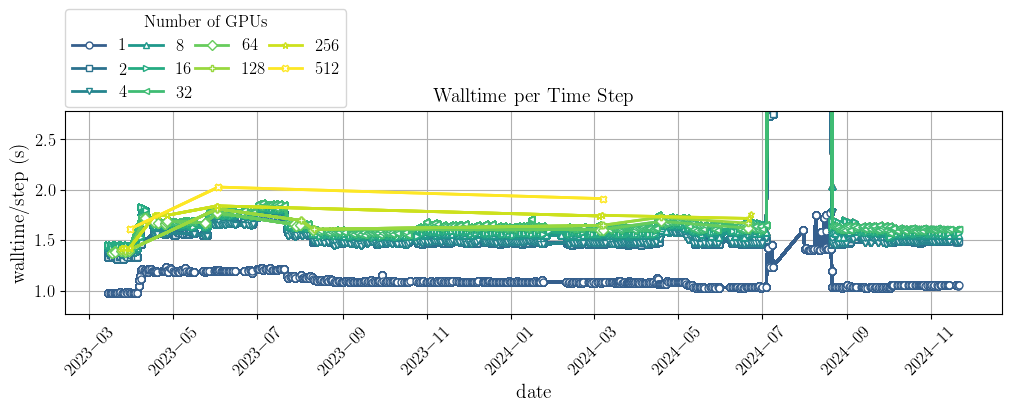 Number of GPUs
1 8 64 256
2 16 128 512
4 32
Walltime per Time Step
walltime/step (s)
2.5
2.0
1.5
1.0
2023−03 2023−05 2023−07 2023−09 2023−11 2024−01 2024−03 2024−05 2024−07 2024−09 2024−11
date